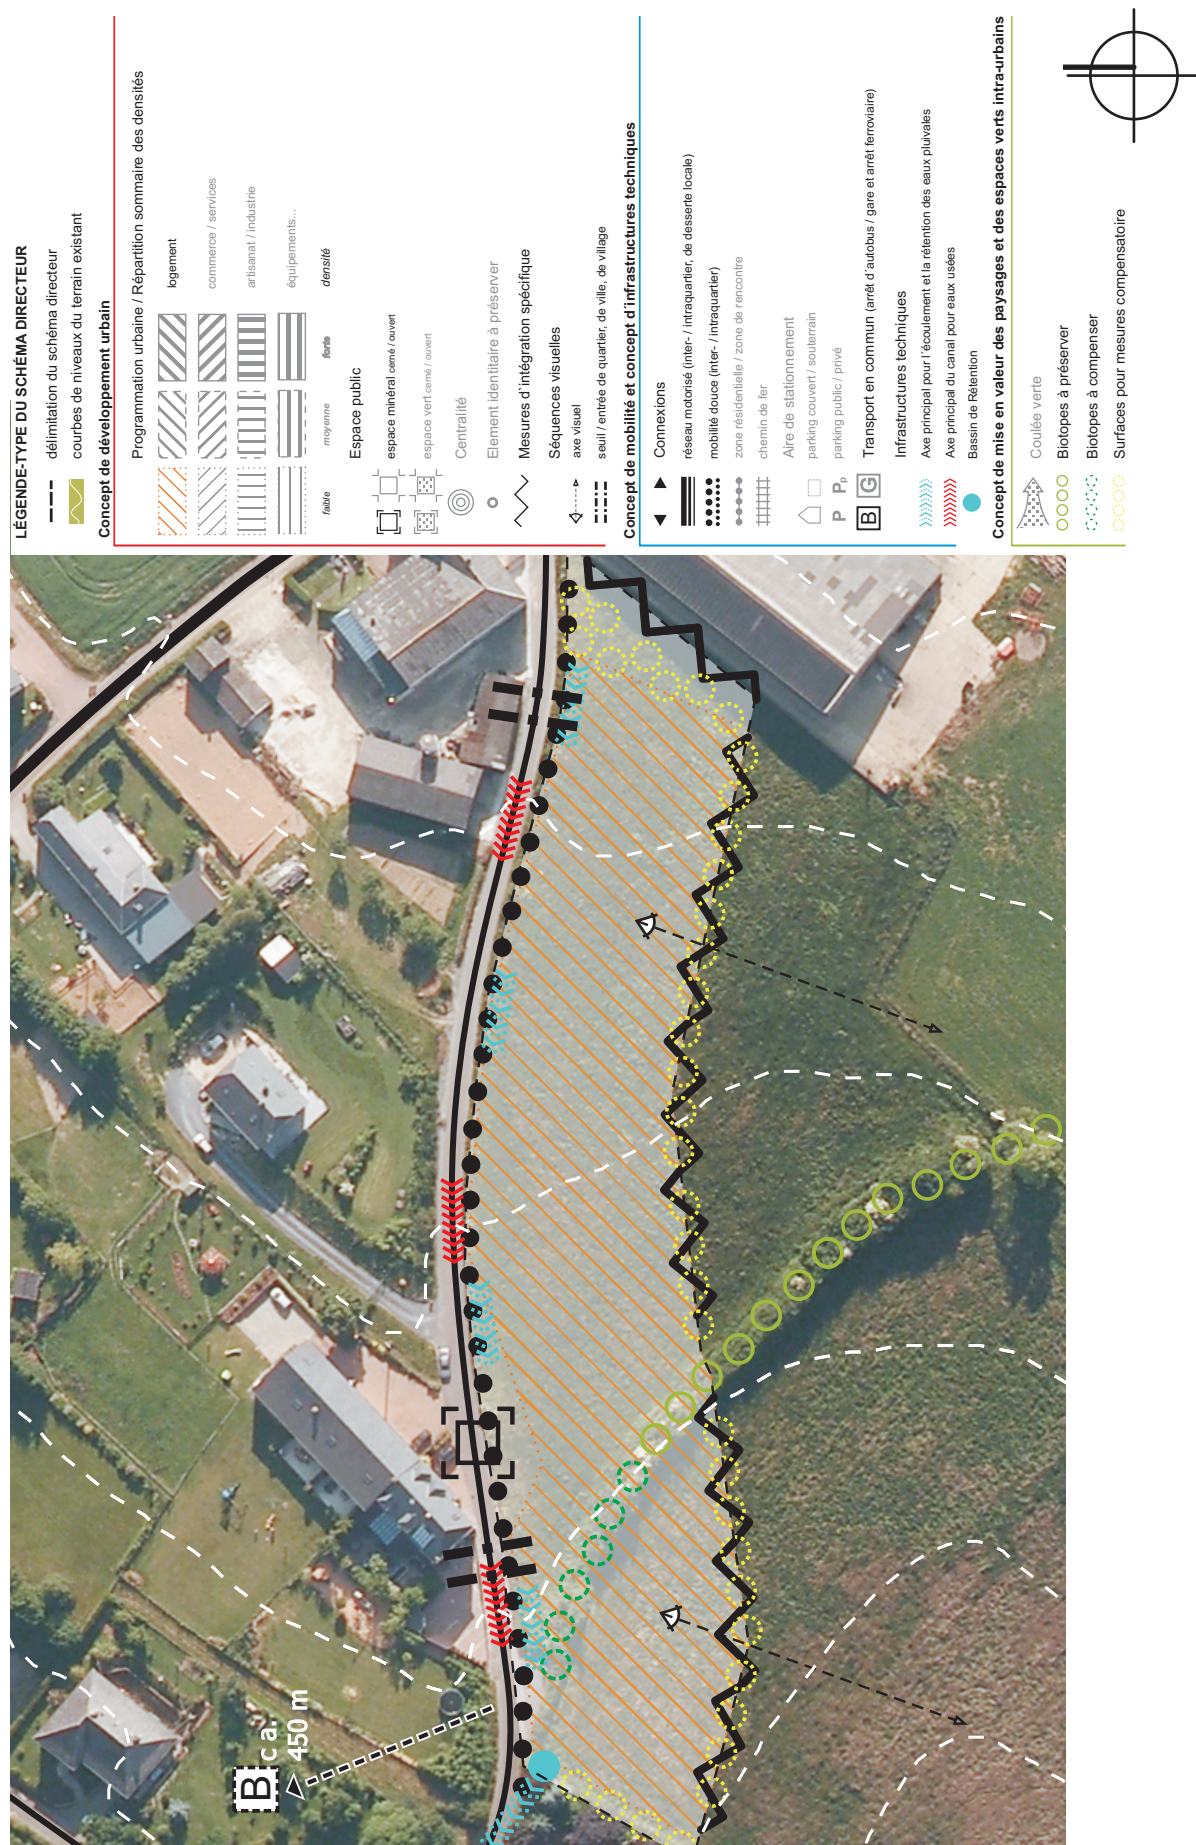 LÉGENDE-TYPE DU SCHÉMA DIRECTEUR
délimitation du schéma directeur
courbes de niveaux du terrain existant
Concept de développement urbain
Programmation urbaine / Répartition sommaire des densités
logement
commerce / services
artisanat / industrie
équipements...
faible moyenne forte densité
Espace public
espace minéral cerné / ouvert
espace vert cerné / ouvert
Centralité
Element identitaire à préserver
Mesures d'intégration spécifique
Séquences visuelles
axe visuel
seuil / entrée de quartier, de ville, de village
Concept de mobilité et concept d'infrastructures techniques
Connexions
réseau motorisé (inter- / intraquartier, de desserte locale)
mobilité douce (inter- / intraquartier)
zone résidentielle / zone de rencontre
chemin de fer
Aire de stationnement
parking couvert / souterrain
P Pp parking public / privé
B G Transport en commun (arrêt d'autobus / gare et arrêt ferroviaire)
Infrastructures techniques
Axe principal pour l'écoulement et la rétention des eaux pluivales
Axe principal du canal pour eaux usées
Bassin de Rétention
Concept de mise en valeur des paysages et des espaces verts intra-urbains
Coulée verte
Biotopes à préserver
Biotopes à compenser
Surfaces pour mesures compensatoire
B ca.
450 m